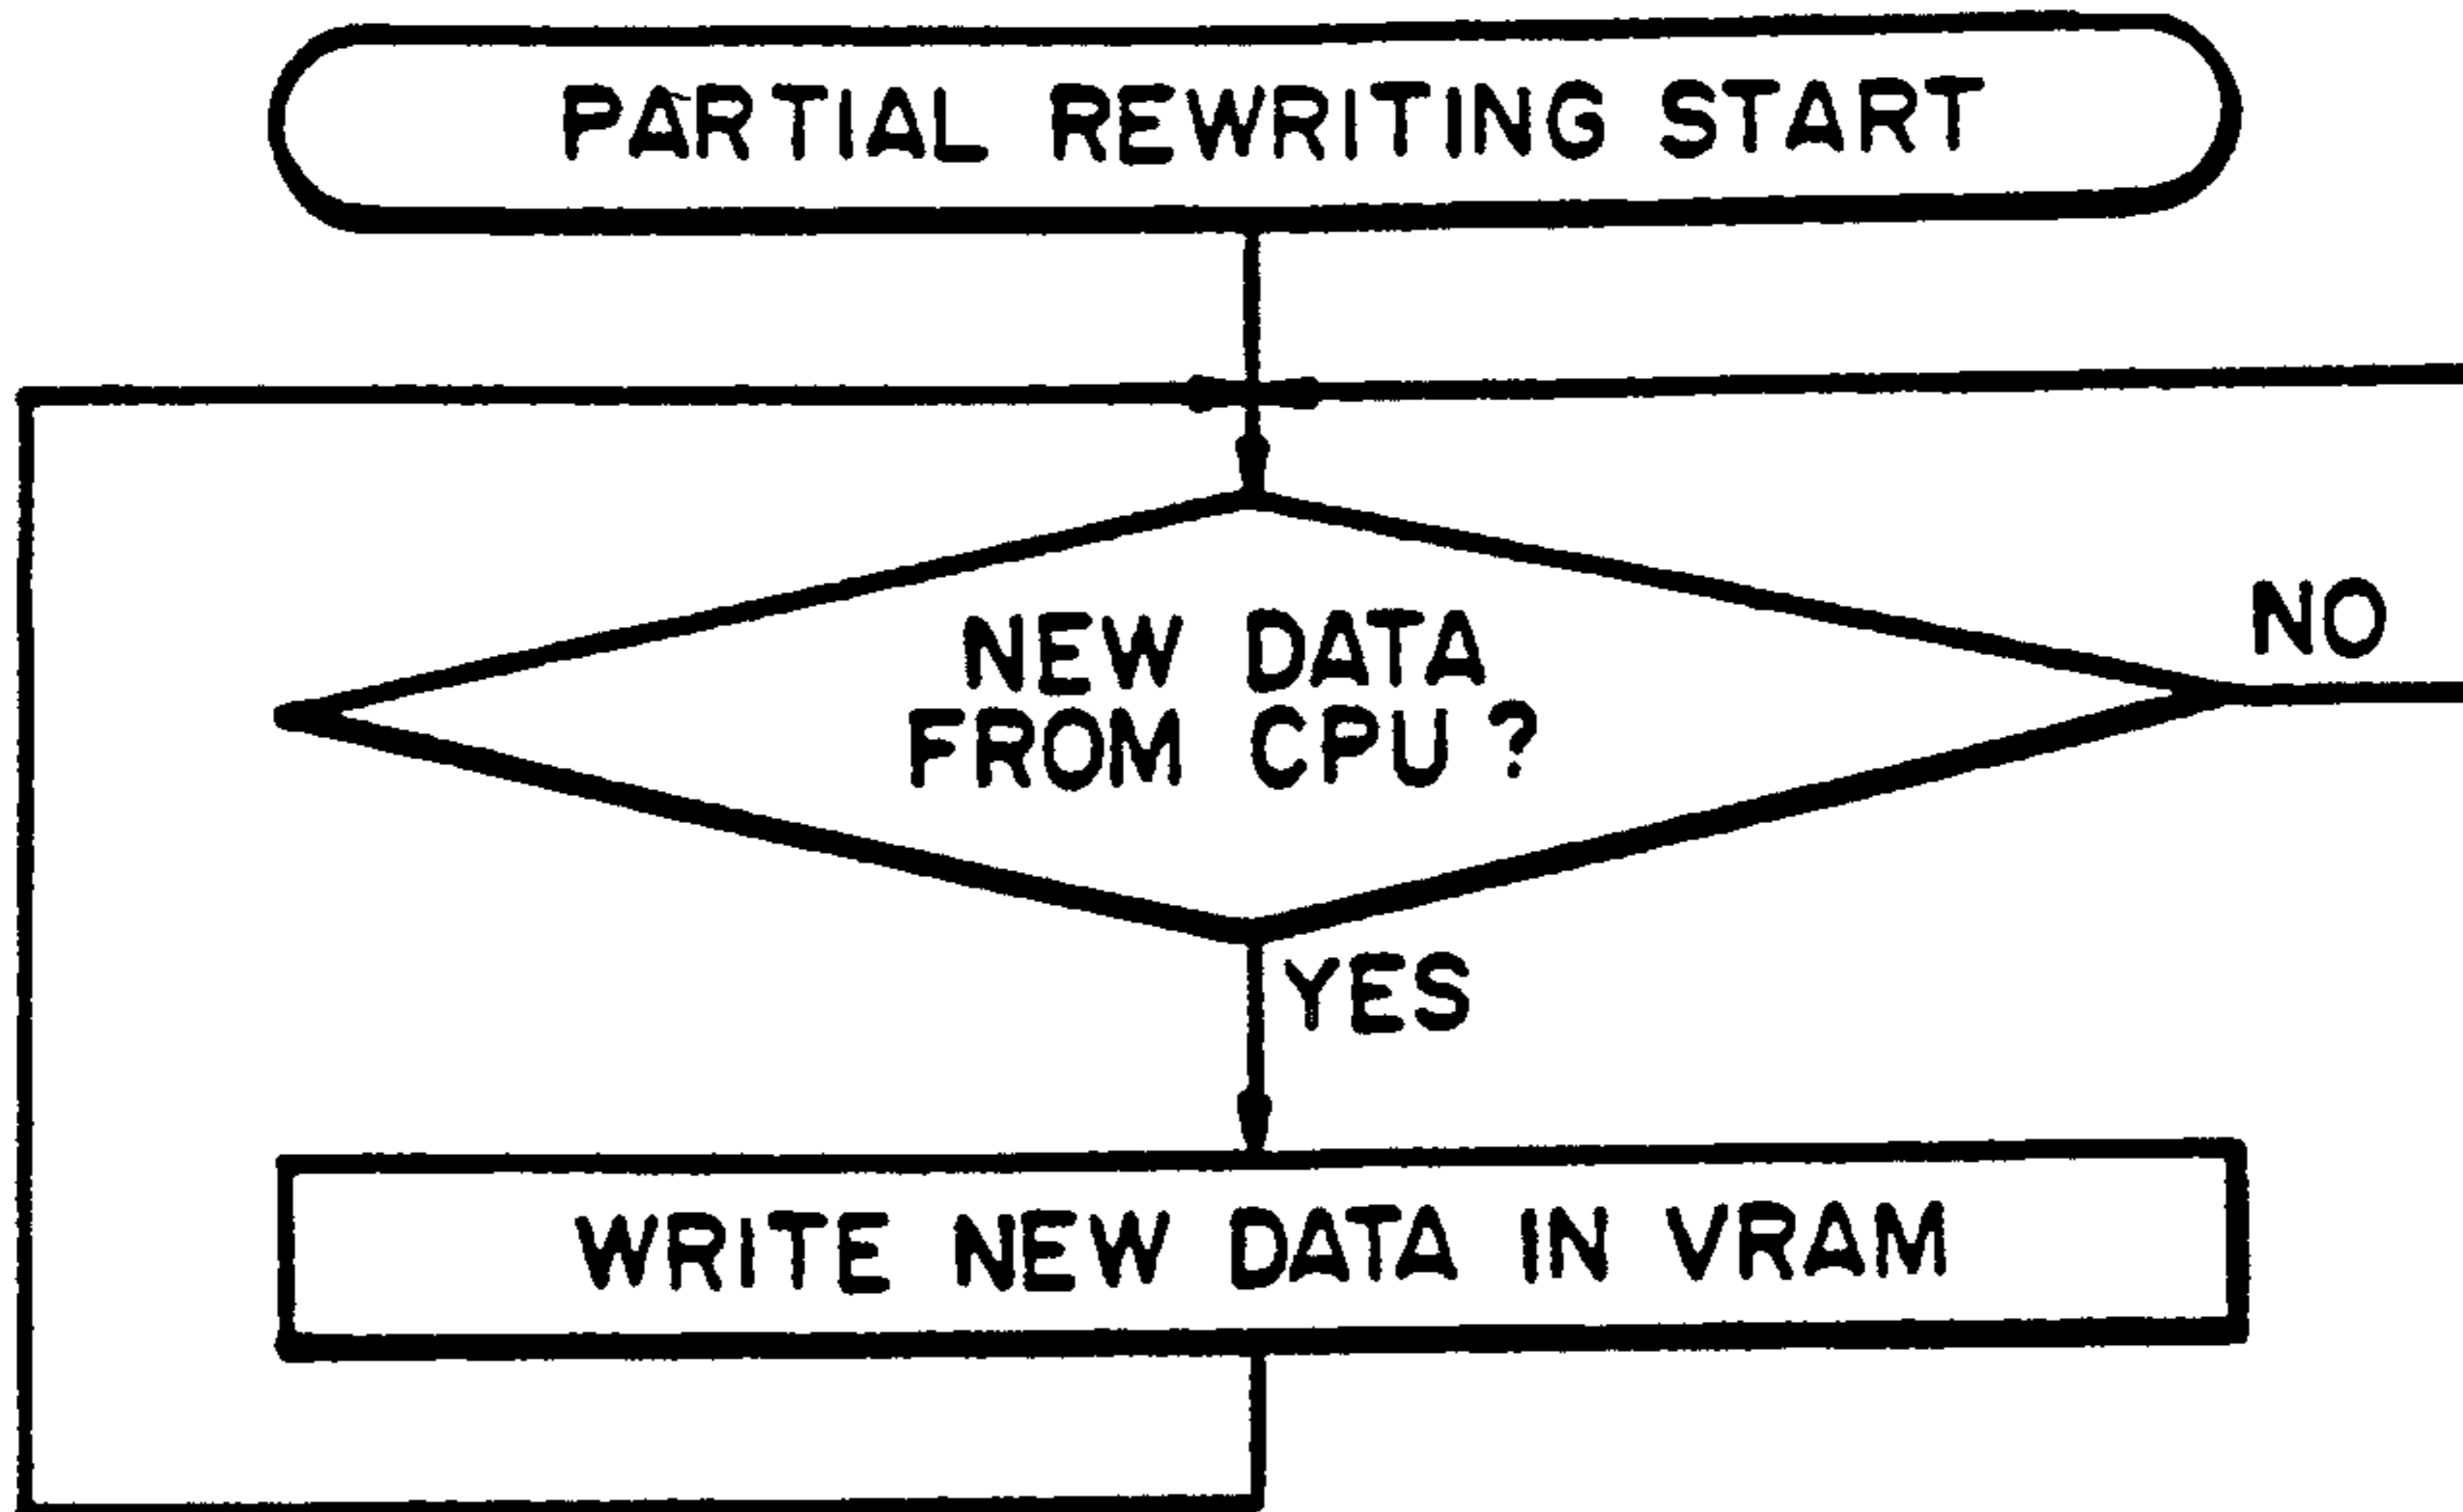 PARTIAL REWRITING START
NEW DATA
FROM CPU ?
NO
YES
WRITE NEW DATA IN VRAM